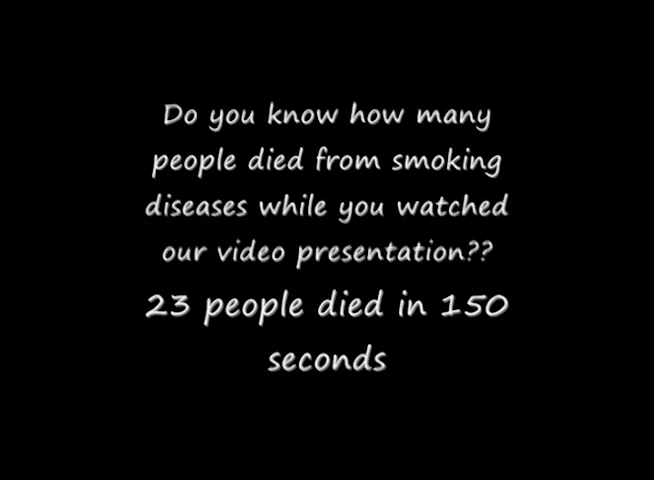 Do you know how many
people died from smoking
diseases while you watched
our video presentation??
23 people died in 150
seconds